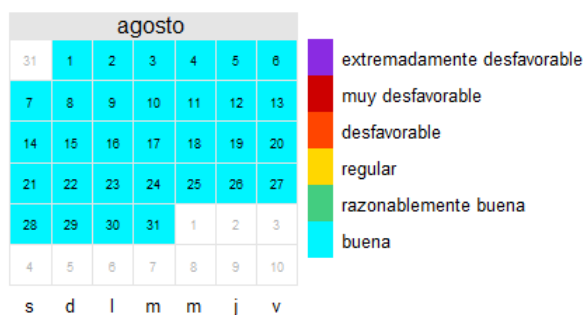 agosto
31 1 2 3 4 5 6
7 8 9 10 11 12 13
14 15 16 17 18 19 20
21 22 23 24 25 26 27
28 29 30 31 1 2 3
4 5 6 7 8 9 10
s d l m m j v
extremadamente desfavorable
muy desfavorable
desfavorable
regular
razonablemente buena
buena